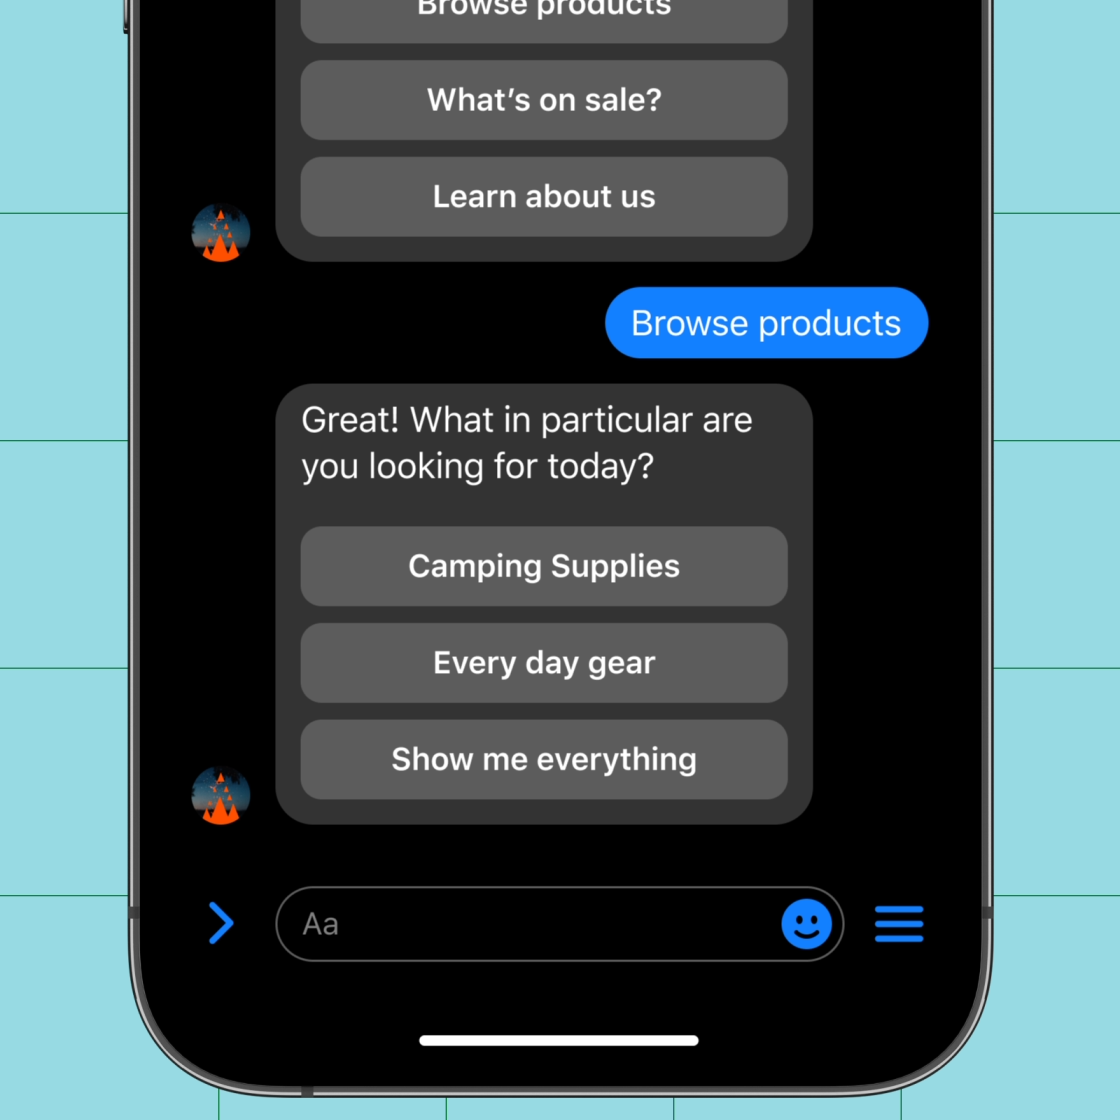 Browse products
What’s on sale?
Learn about us
Browse products
Great! What in particular are
you looking for today?
Camping Supplies
Every day gear
Show me everything
Aa